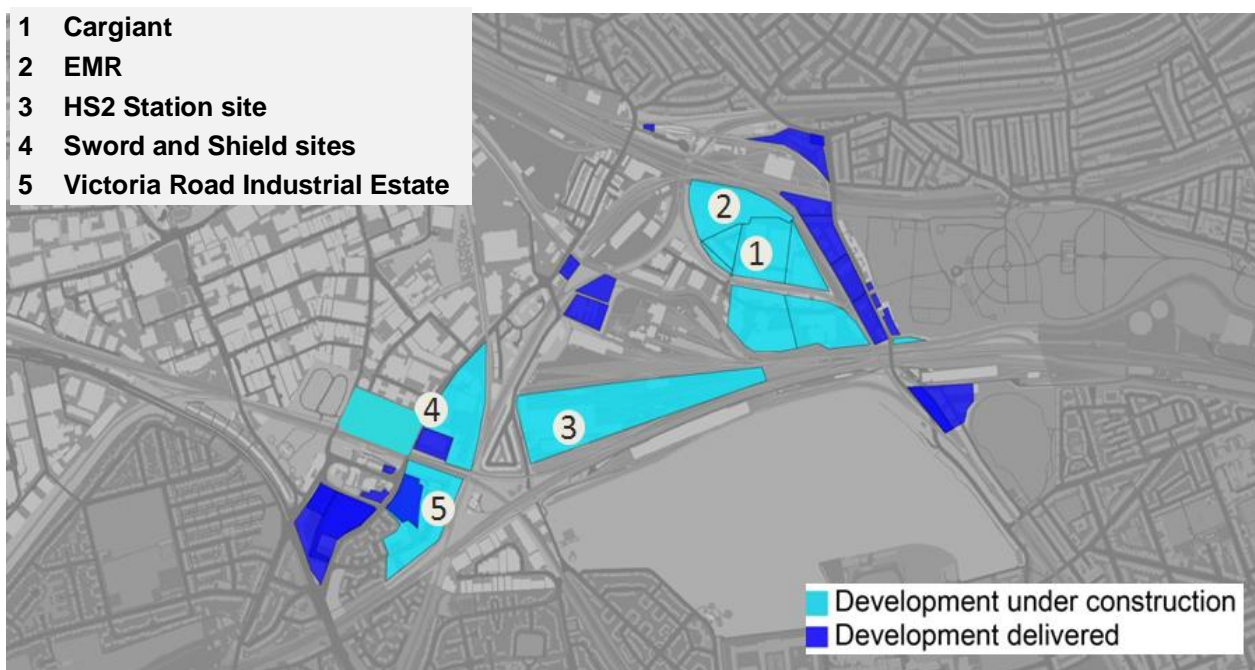 1 Cargiant
2 EMR
3 HS2 Station site
4 Sword and Shield sites
5 Victoria Road Industrial Estate
2
1
4
3
5
Development under construction
Development delivered